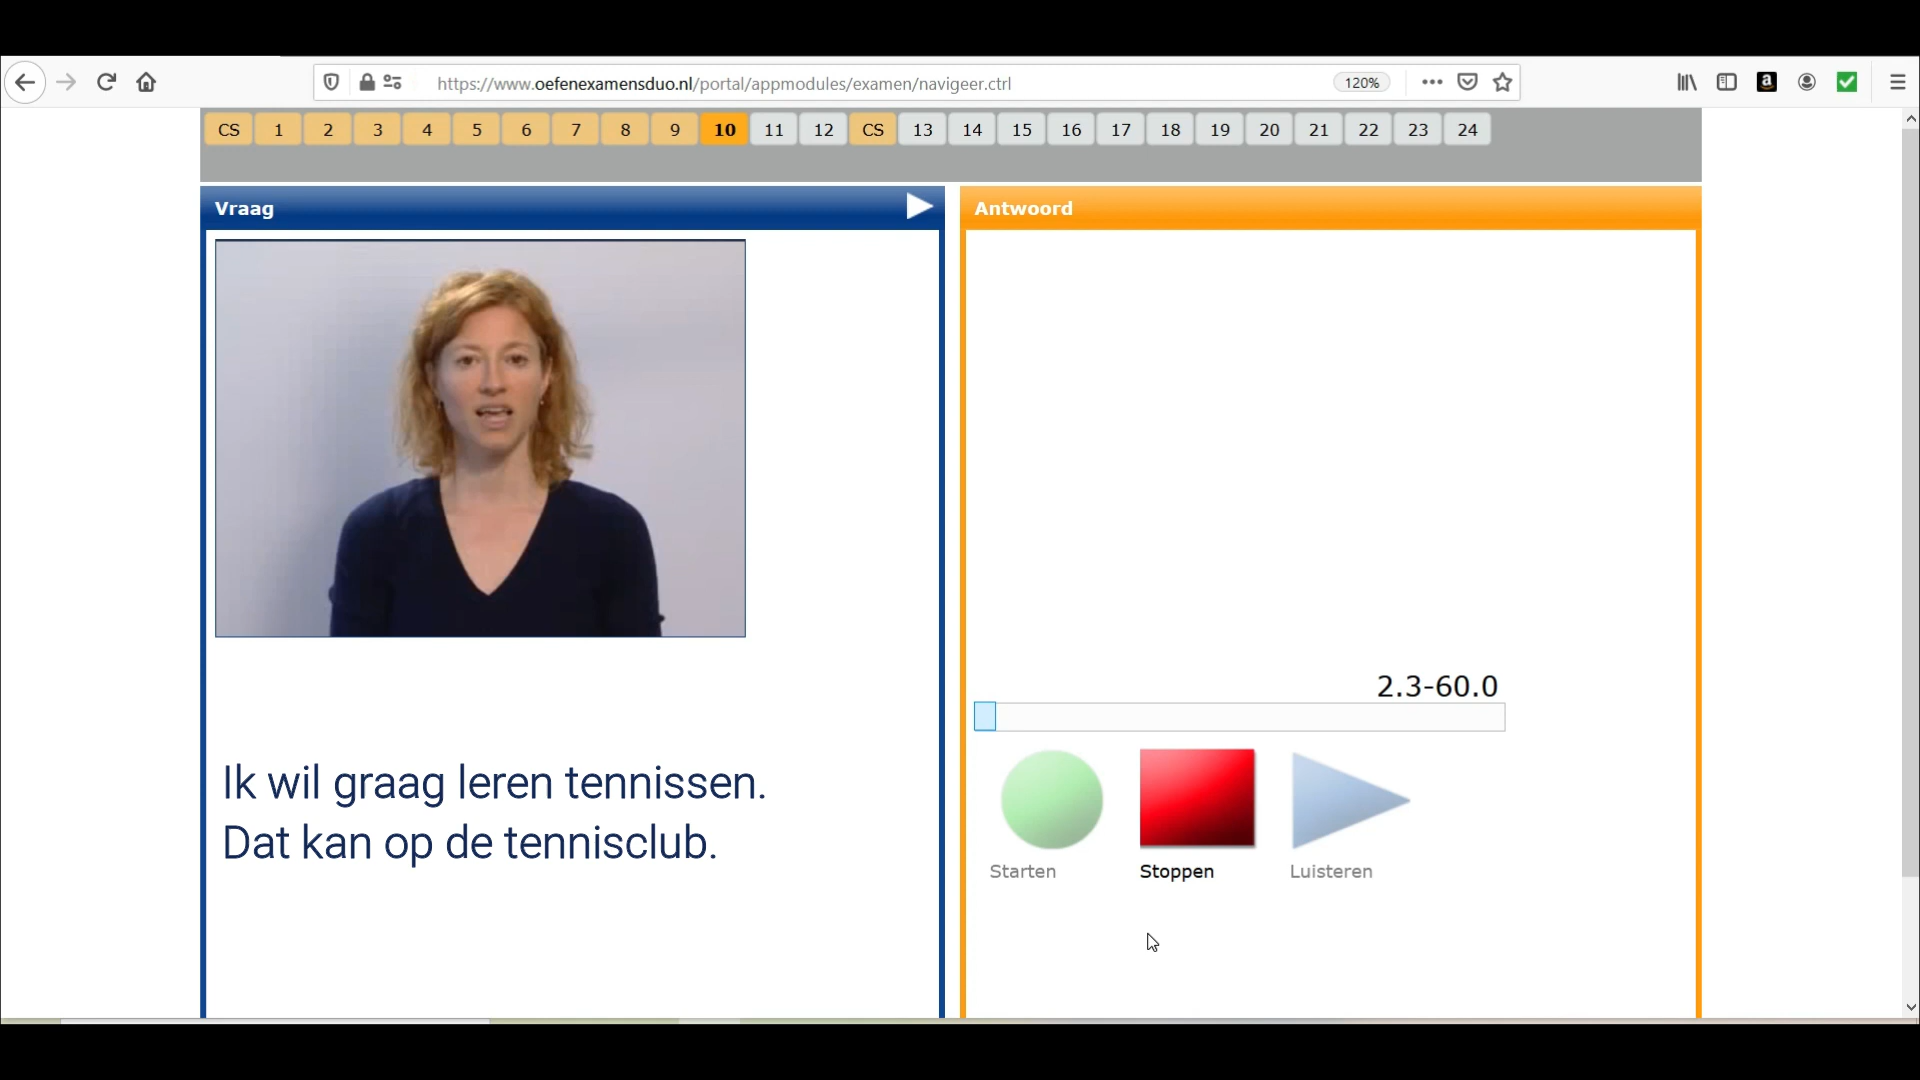 https://www.oefenexamensduo.nl/portal/appmodules/examen/navigeer.ctrl
120%
CS 1 2 3 4 5 6 7 8 9 10 11 12 CS 13 14 15 16 17 18 19 20 21 22 23 24
Vraag
Antwoord
2.3-60.0
Ik wil graag leren tennissen.
Dat kan op de tennisclub.
Starten Stoppen Luisteren